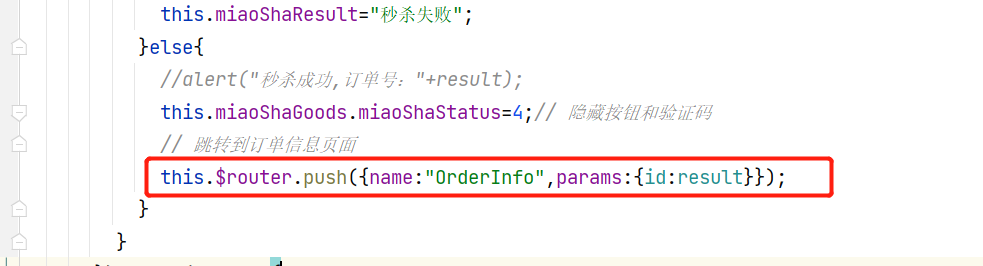 this.miaoShaResult="秒杀失败";
}else{
//alert("秒杀成功,订单号："+result);
this.miaoShaGoods.miaoShaStatus=4;// 隐藏按钮和验证码
// 跳转到订单信息页面
this.$router.push({name:"OrderInfo",params:{id:result}});
}
}